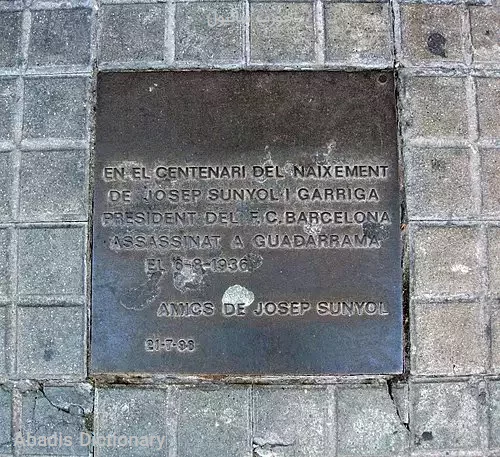 EN EL CENTENARI DEL NAIXEMENT
DE JOSEP SUNYOL I GARRIGA
PRESIDENT DEL F.C. BARCELONA
ASSASSINAT A GUADARRAMA
EL 6-8-1936
AMICS DE JOSEP SUNYOL
21-7-98
Abadis Dictionary